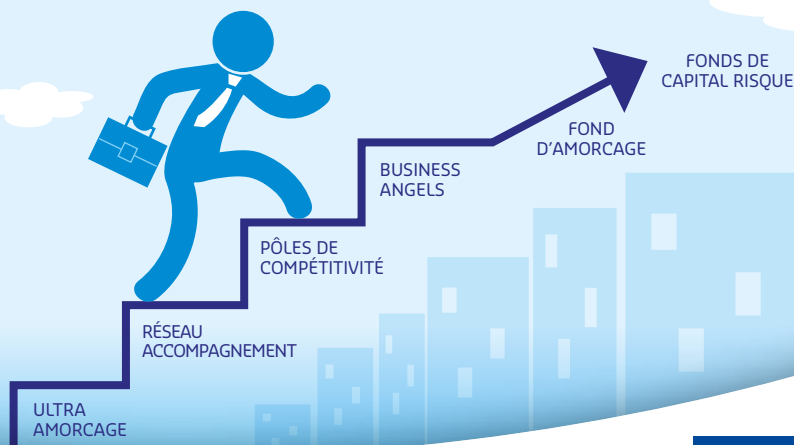 FONDS DE
CAPITAL RISQUE
FOND
D'AMORCAGE
BUSINESS
ANGELS
PÔLES DE
COMPÉTITIVITÉ
RÉSEAU
ACCOMPAGNEMENT
ULTRA
AMORCAGE